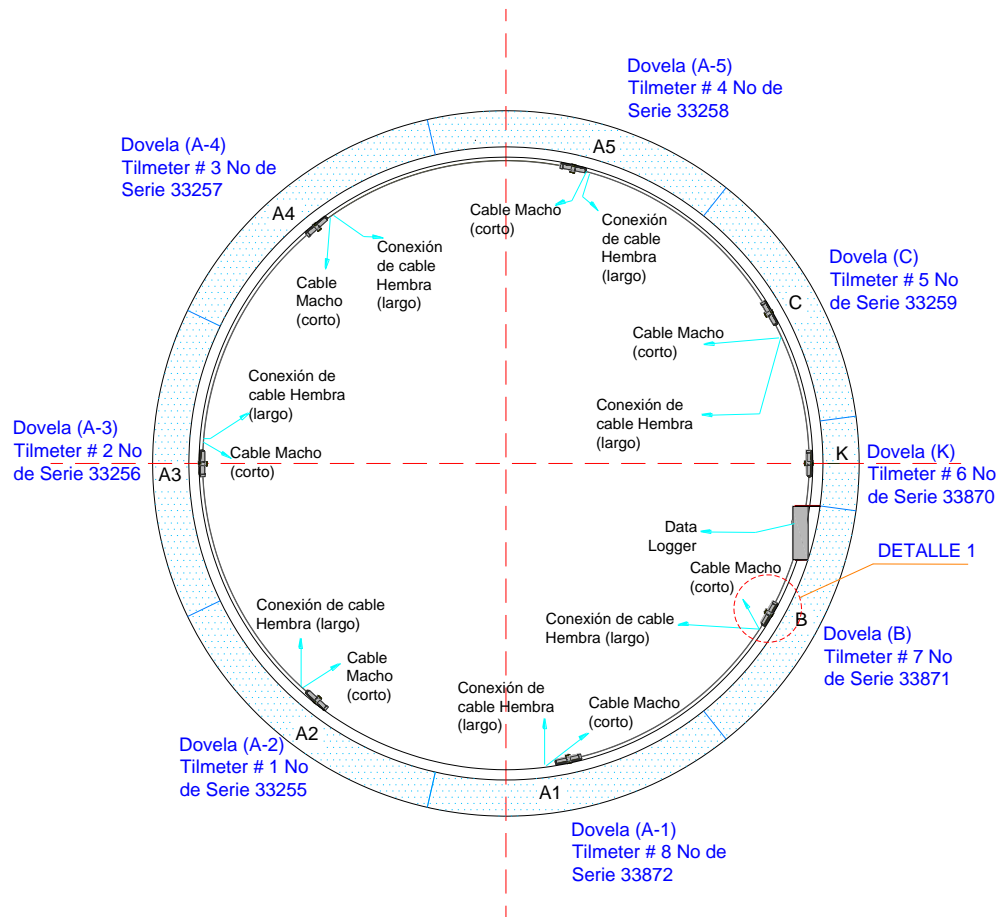 Dovela (A-5)
Tilmeter # 4 No de
Serie 33258
Dovela (A-4)
Tilmeter # 3 No de
Serie 33257
A5
A4
Cable Macho
(corto)
Conexión
de cable
Hembra
(largo)
Conexión
de cable
Hembra
(largo)
Cable
Macho
(corto)
Dovela (C)
Tilmeter # 5 No
de Serie 33259
C
Cable Macho
(corto)
Conexión de
cable Hembra
(largo)
Conexión de
cable Hembra
(largo)
Dovela (A-3)
Tilmeter # 2 No
de Serie 33256
A3
Cable Macho
(corto)
K
Dovela (K)
Tilmeter # 6 No
de Serie 33870
Data
Logger
DETALLE 1
Cable Macho
(corto)
Conexión de cable
Hembra (largo)
B
Dovela (B)
Tilmeter # 7 No
de Serie 33871
Conexión de cable
Hembra (largo)
Cable
Macho
(corto)
A2
Dovela (A-2)
Tilmeter # 1 No
de Serie 33255
Conexión de
cable Hembra
(largo)
Cable Macho
(corto)
A1
Dovela (A-1)
Tilmeter # 8 No de
Serie 33872